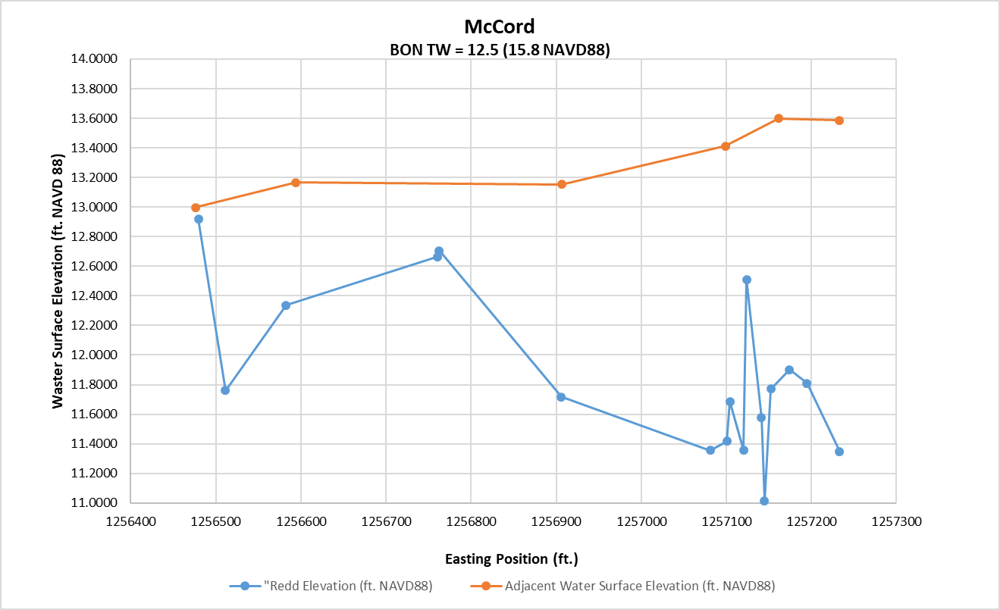 McCord
BON TW = 12.5 (15.8 NAVD88)
Waster Surface Elevation (ft. NAVD 88)
14.0000
13.8000
13.6000
13.4000
13.2000
13.0000
12.8000
12.6000
12.4000
12.2000
12.0000
11.8000
11.6000
11.4000
11.2000
11.0000
1256400 1256500 1256600 1256700 1256800 1256900 1257000 1257100 1257200 1257300
Easting Position (ft.)
"Redd Elevation (ft. NAVD88) Adjacent Water Surface Elevation (ft. NAVD88)